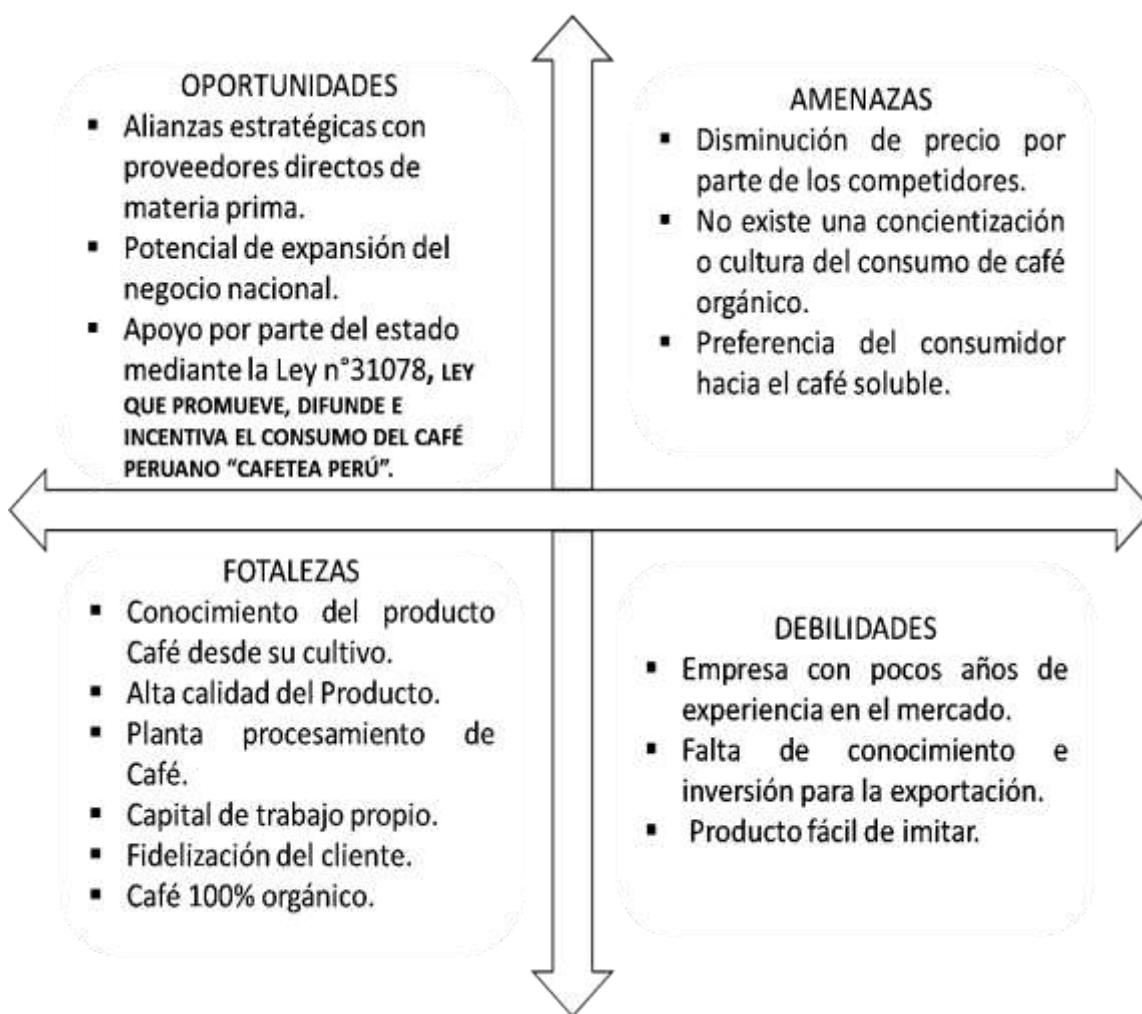 OPORTUNIDADES
▪ Alianzas estratégicas con
proveedores directos de
materia prima.
▪ Potencial de expansión del
negocio nacional.
▪ Apoyo por parte del estado
mediante la Ley n°31078, LEY
QUE PROMUEVE, DIFUNDE E
INCENTIVA EL CONSUMO DEL CAFÉ
PERUANO “CAFETEA PERÚ”.
AMENAZAS
▪ Disminución de precio por
parte de los competidores.
▪ No existe una concientización
o cultura del consumo de café
orgánico.
▪ Preferencia del consumidor
hacia el café soluble.
FOTALEZAS
▪ Conocimiento del producto
Café desde su cultivo.
▪ Alta calidad del Producto.
▪ Planta procesamiento de
Café.
▪ Capital de trabajo propio.
▪ Fidelización del cliente.
▪ Café 100% orgánico.
DEBILIDADES
▪ Empresa con pocos años de
experiencia en el mercado.
▪ Falta de conocimiento e
inversión para la exportación.
▪ Producto fácil de imitar.